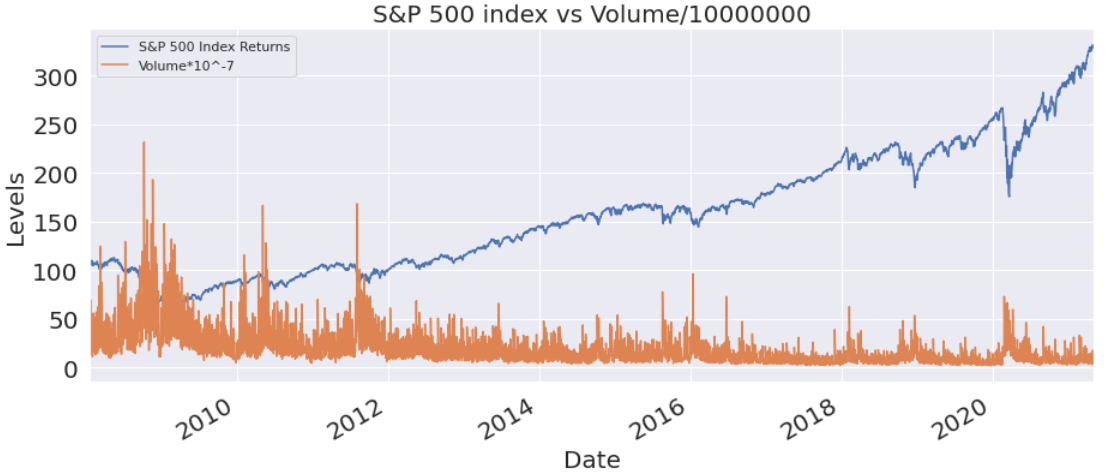 S&P 500 index vs Volume/10000000
S&P 500 Index Returns
Volume*10^-7
300
250
200
150
100
50
0
Levels
2010
2012
2014
2016
2018
2020
Date